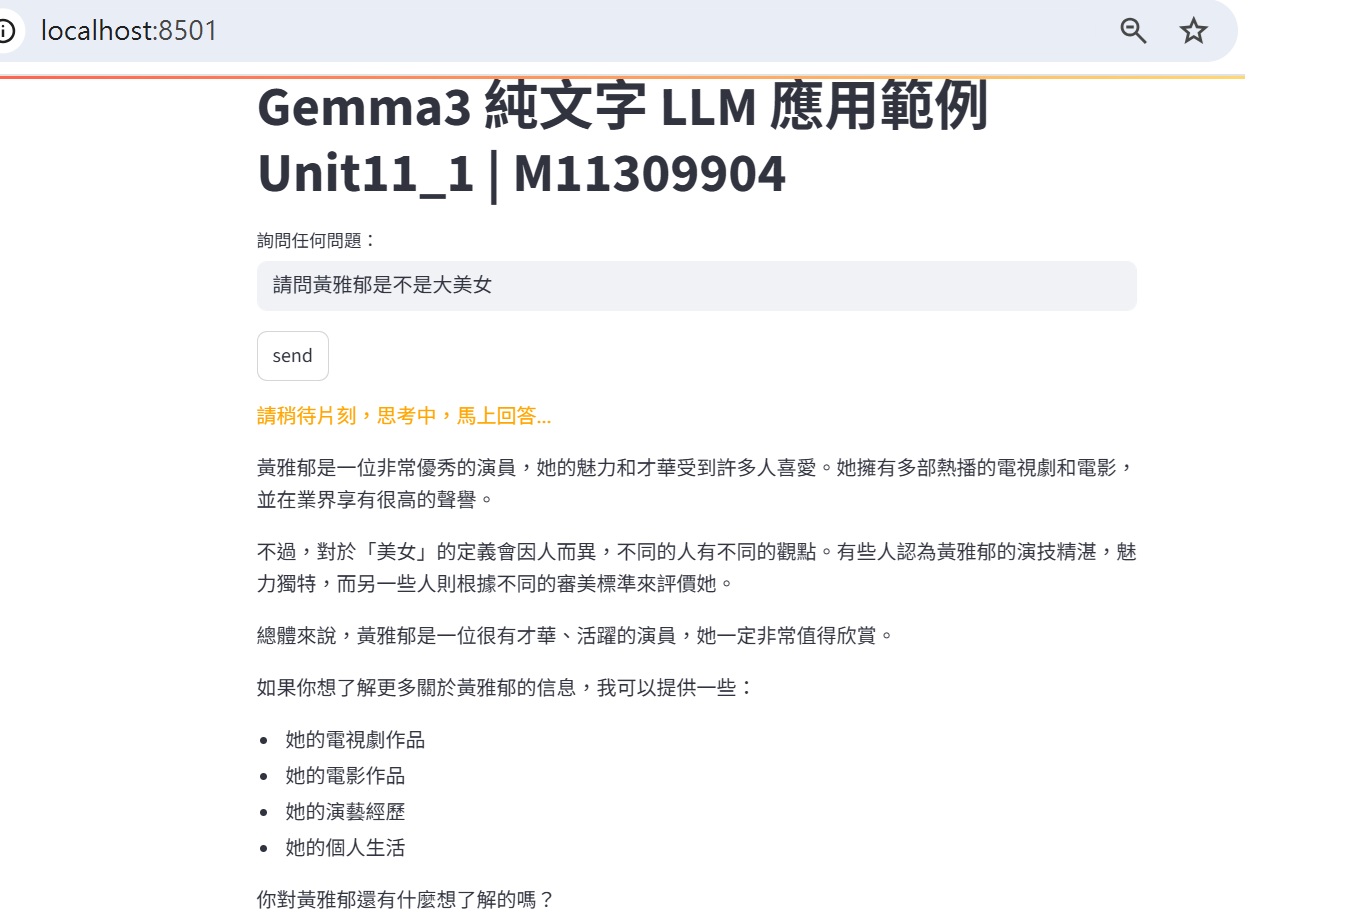 localhost:8501
Gemma3 純文字 LLM 應用範例
Unit11_1 | M11309904
詢問任何問題：
請問黃雅郁是不是大美女
send
請稍待片刻，思考中，馬上回答...
黃雅郁是一位非常優秀的演員，她的魅力和才華受到許多人喜愛。她擁有多部熱播的電視劇和電影，
並在業界享有很高的聲譽。
不過，對於「美女」的定義會因人而異，不同的人有不同的觀點。有些人認為黃雅郁的演技精湛，魅
力獨特，而另一些人則根據不同的審美標準來評價她。
總體來說，黃雅郁是一位很有才華、活躍的演員，她一定非常值得欣賞。
如果你想了解更多關於黃雅郁的信息，我可以提供一些：
• 她的電視劇作品
• 她的電影作品
• 她的演藝經歷
• 她的個人生活
你對黃雅郁還有什麼想了解的嗎？